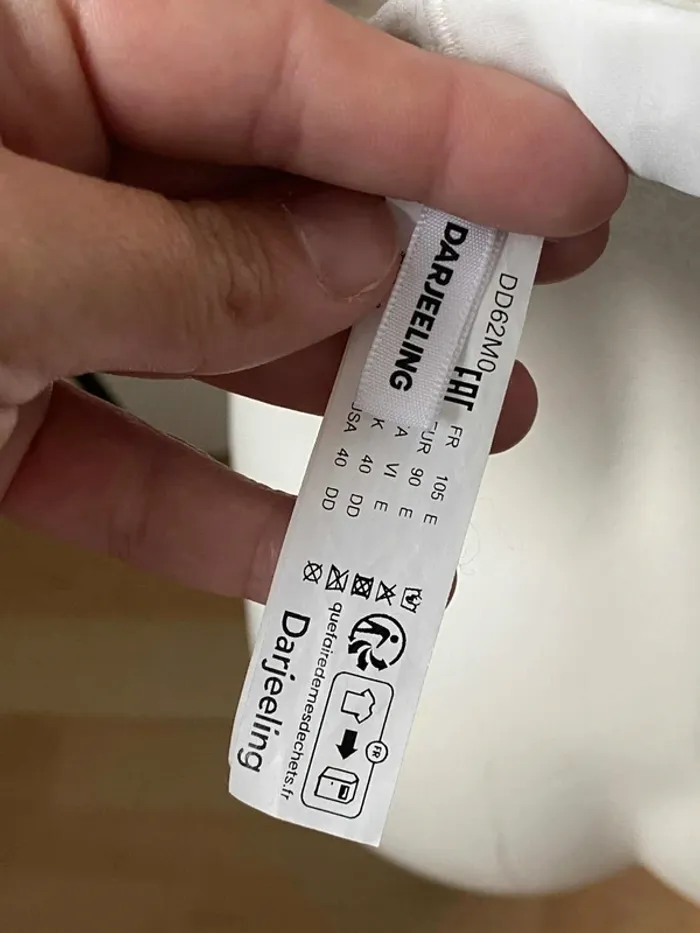 DARJEELING
DD62M0
EAC
FR 105 E
EUR 90 E
A VI E
K 40 DD
USA 40 DD
quefairedemesdechets.fr
FR
Darjeeling